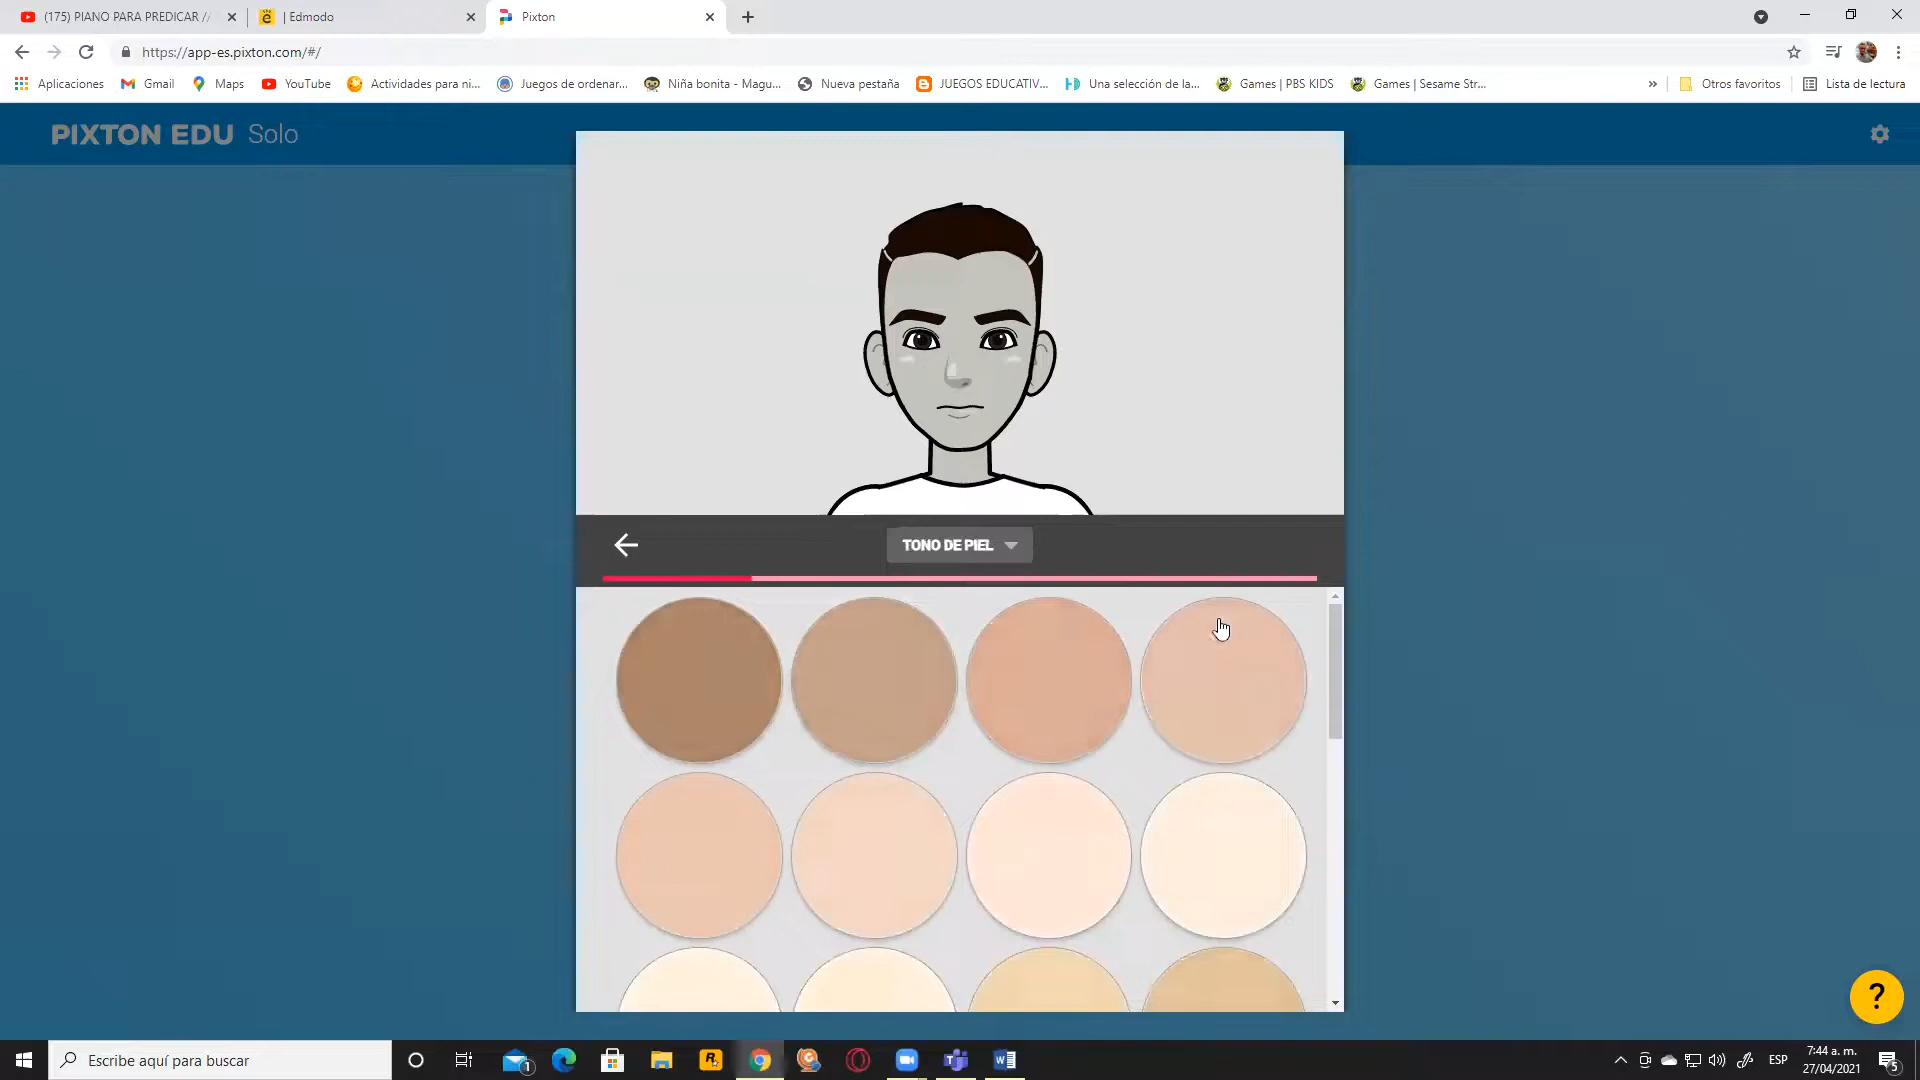 (175) PIANO PARA PREDICAR //
| Edmodo
Pixton
https://app-es.pixton.com/#/
Aplicaciones
Gmail
Maps
YouTube
Actividades para ni...
Juegos de ordenar...
Niña bonita - Magu...
Nueva pestaña
JUEGOS EDUCATIV...
Una selección de la...
Games | PBS KIDS
Games | Sesame Str...
»
Otros favoritos
Lista de lectura
PIXTON EDU Solo
TONO DE PIEL
?
Escribe aquí para buscar
1
ESP
7:44 a. m.
27/04/2021
5